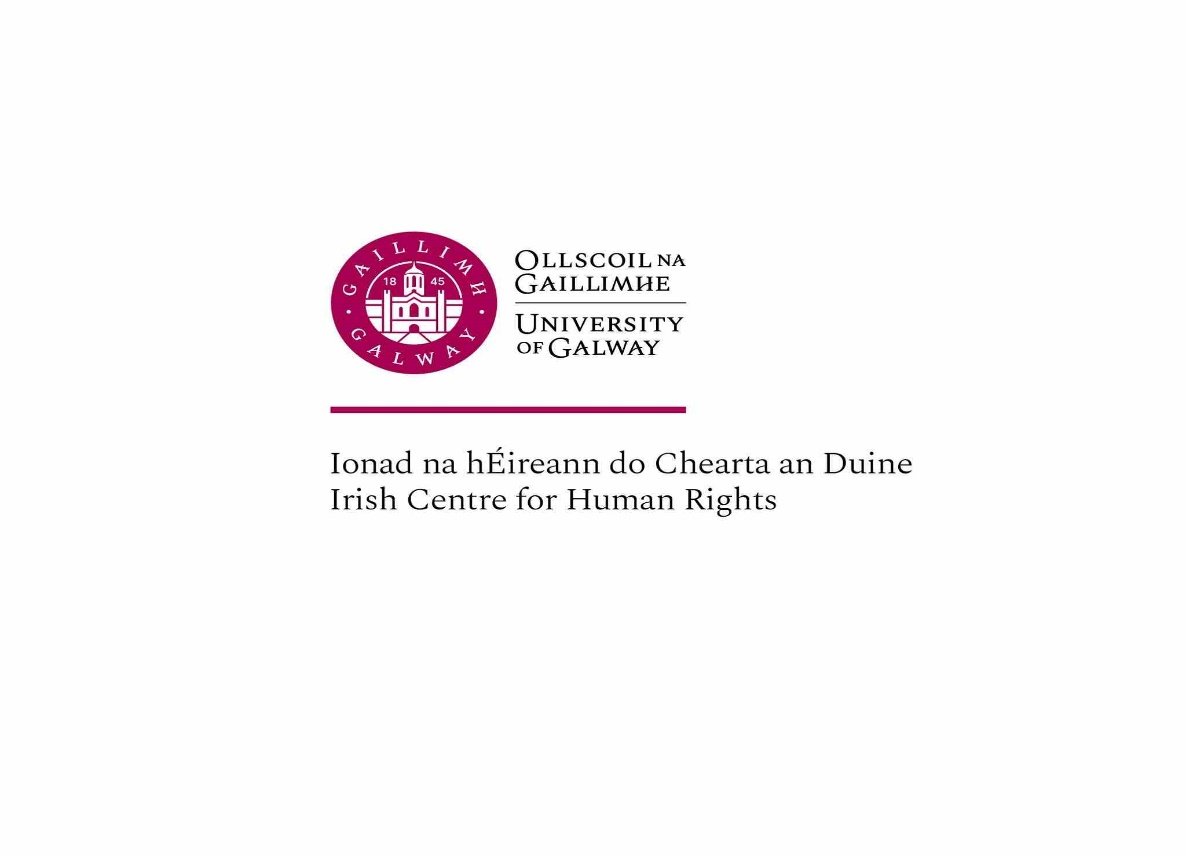 GAILLIMH
18 45
GALWAY
OLLSCOIL NA
GAILLIMHE
UNIVERSITY
OF GALWAY
Ionad na hÉireann do Chearta an Duine
Irish Centre for Human Rights